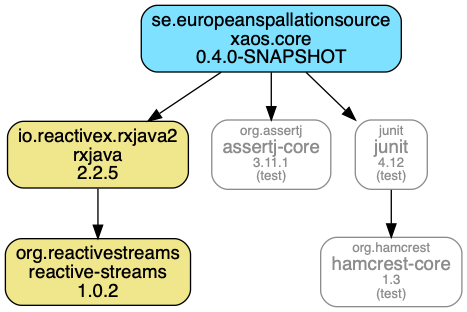 se.europeanspallationsource
xaos.core
0.4.0-SNAPSHOT
io.reactivex.rxjava2
rxjava
2.2.5
org.assertj
assertj-core
3.11.1
(test)
junit
junit
4.12
(test)
org.reactivestreams
reactive-streams
1.0.2
org.hamcrest
hamcrest-core
1.3
(test)